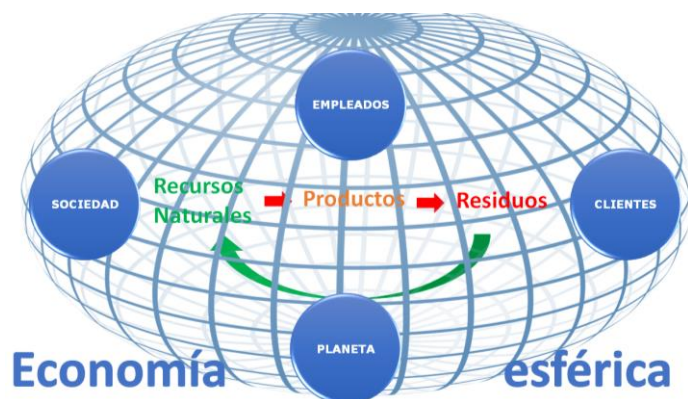 EMPLEADOS
SOCIEDAD
Recursos
Naturales
Productos
Residuos
CLIENTES
PLANETA
Economía
esférica